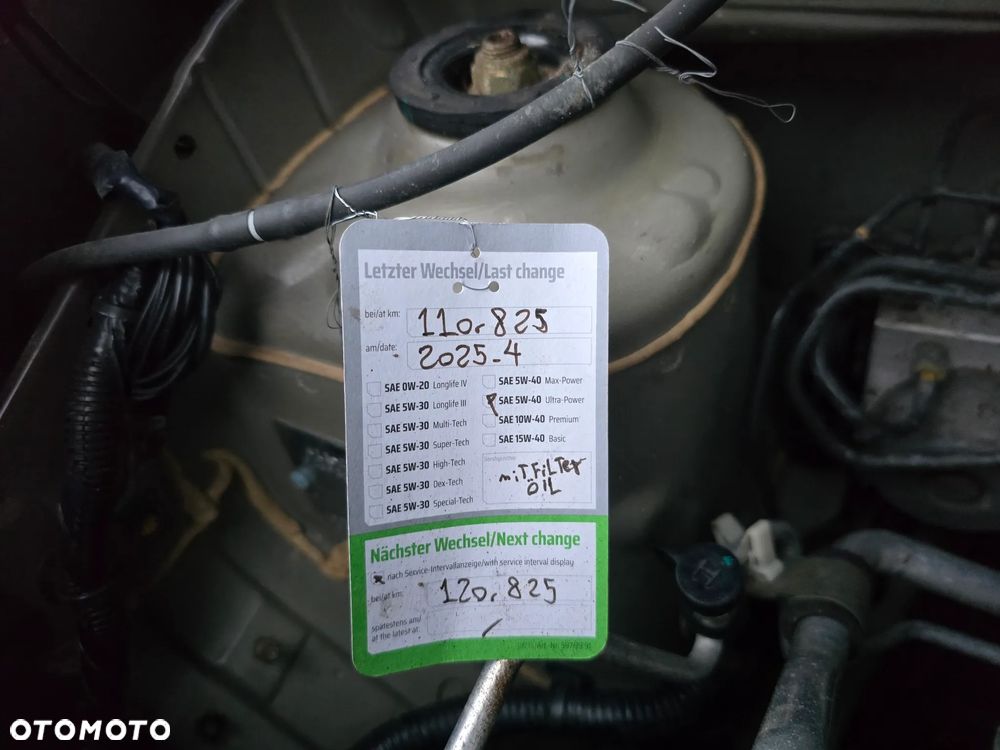 Letzter Wechsel/Last change
bei/at km: 110.825
am/date: 2025-4
SAE 0W-20 Longlife IV
SAE 5W-30 Longlife III
SAE 5W-30 Multi-Tech
SAE 5W-30 Super-Tech
SAE 5W-30 High-Tech
SAE 5W-30 Dex-Tech
SAE 5W-30 Special-Tech
SAE 5W-40 Max-Power
SAE 5W-40 Ultra-Power
SAE 10W-40 Premium
SAE 15W-40 Basic
miT FiLTer
OIL
Nächster Wechsel/Next change
nach Service-Intervallanzeige/with service interval display
bei/at km: 120.825
spätestens am/
at the latest at:
OTOMOTO